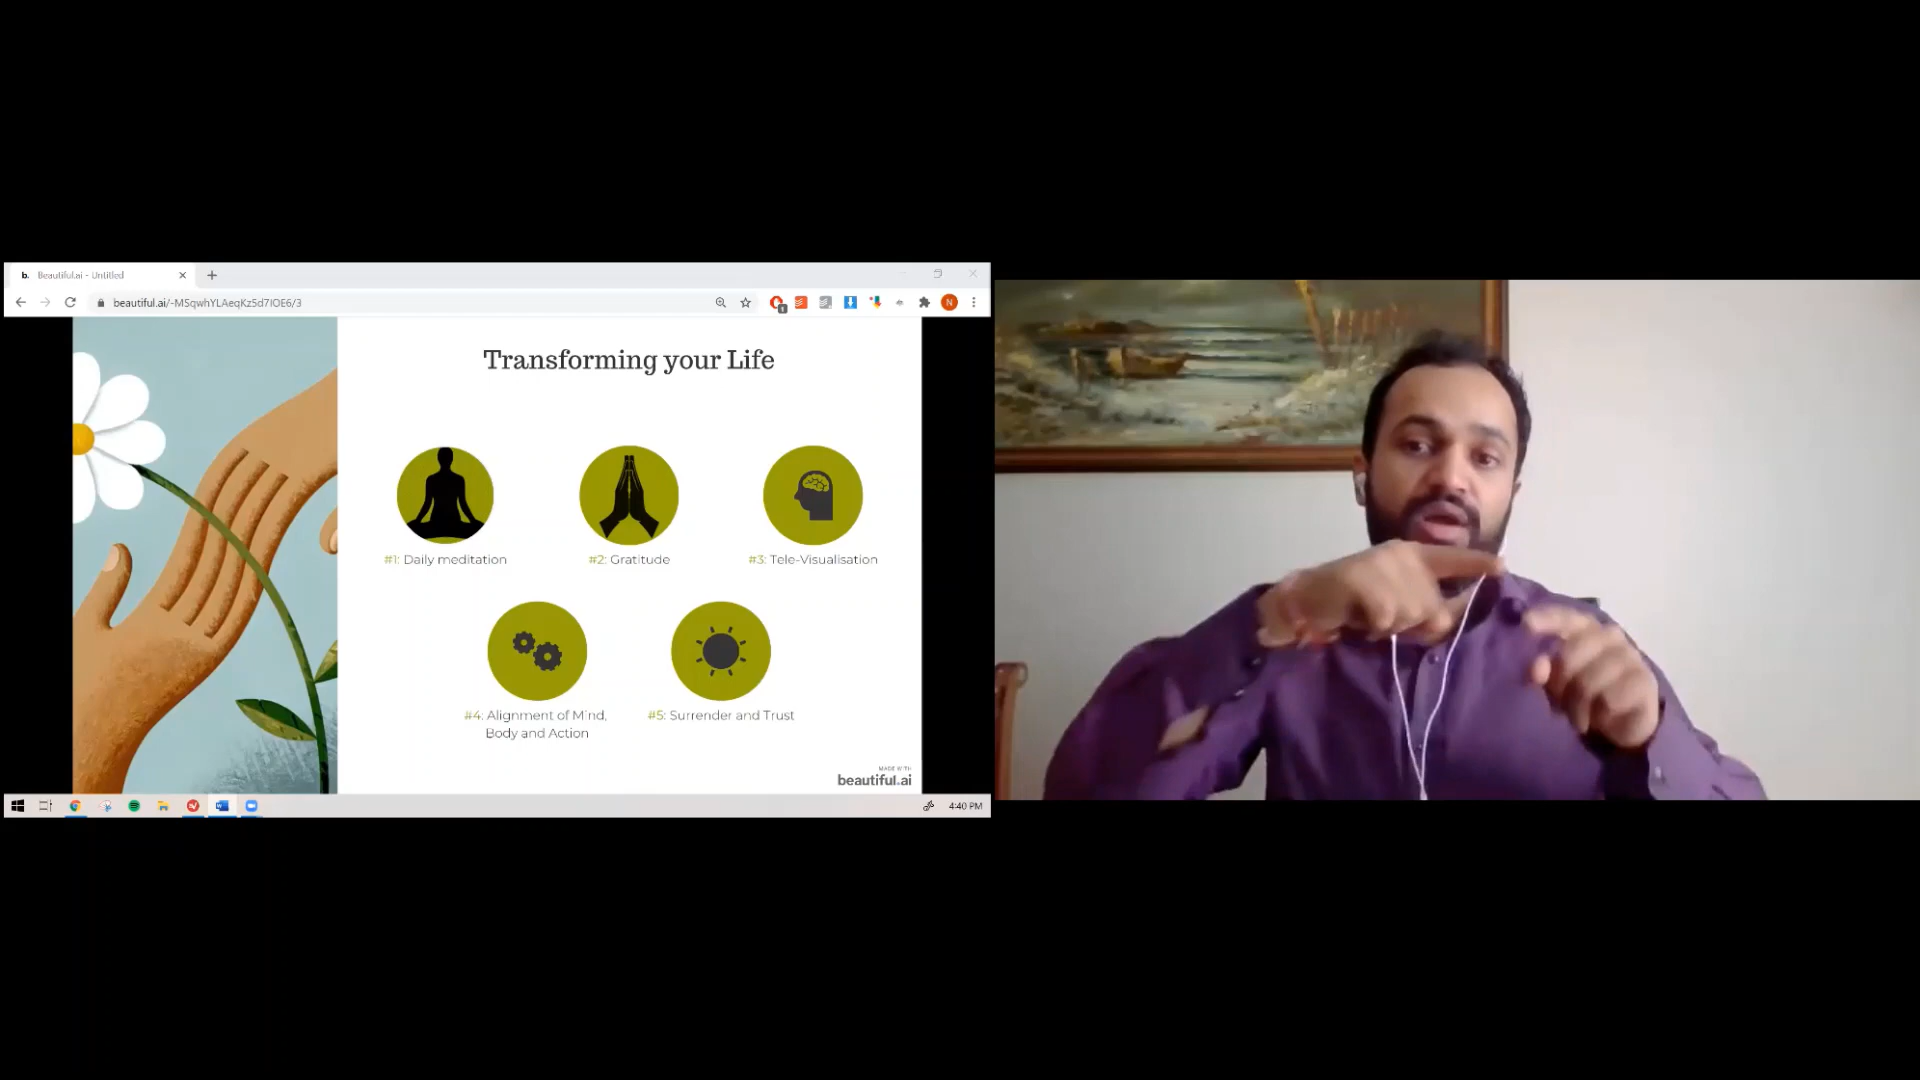 b. Beautiful.ai - Untitled
beautiful.ai/-MSqwhYLAeqKz5d7IOE6/3
N
Transforming your Life
#1: Daily meditation
#2: Gratitude
#3: Tele-Visualisation
#4: Alignment of Mind,
Body and Action
#5: Surrender and Trust
MADE WITH
beautiful.ai
4:40 PM